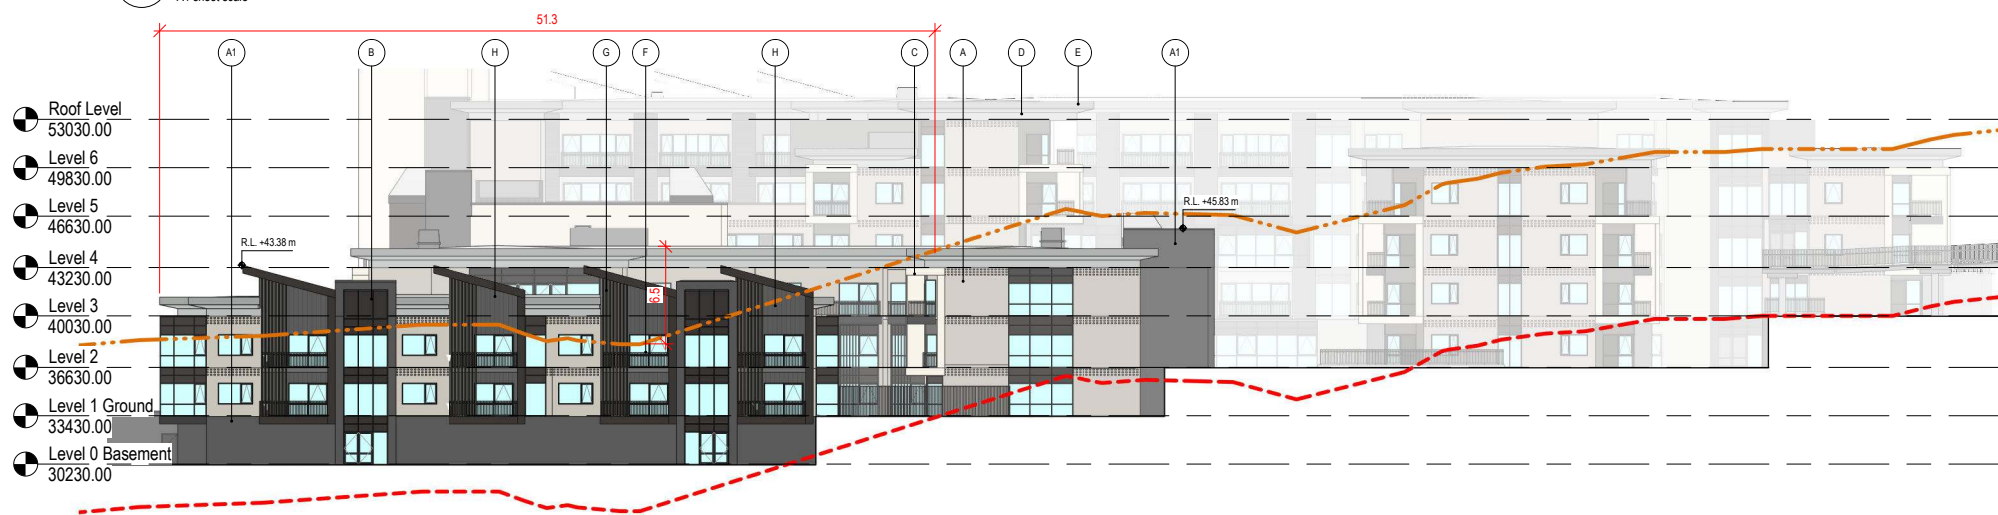 51.3
A1 B H G F H C A D E A1
Roof Level
53030.00
Level 6
49830.00
Level 5
46630.00
R.L. +45.83 m
R.L. +43.38 m
Level 4
43230.00
6.5
Level 3
40030.00
Level 2
36630.00
Level 1 Ground
33430.00
Level 0 Basement
30230.00